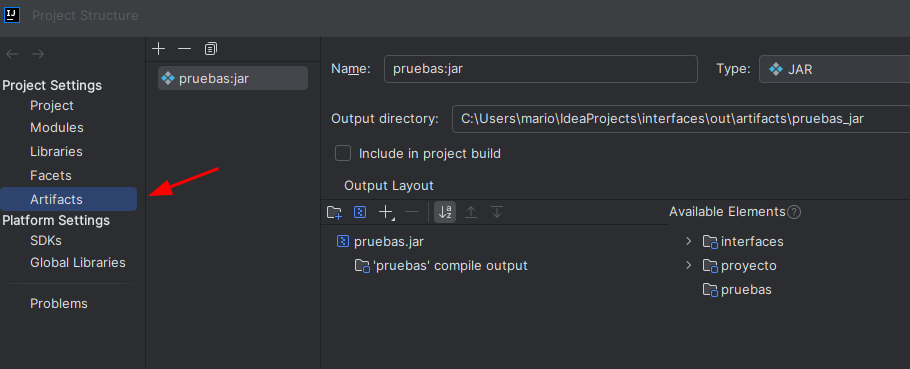 Project Structure
Project Settings
Project
Modules
Libraries
Facets
Artifacts
Platform Settings
SDKs
Global Libraries
Problems
pruebas:jar
Name: pruebas:jar Type: JAR
Output directory: C:\Users\mario\IdeaProjects\interfaces\out\artifacts\pruebas_jar
Include in project build
Output Layout
Available Elements
pruebas.jar
'pruebas' compile output
interfaces
proyecto
pruebas